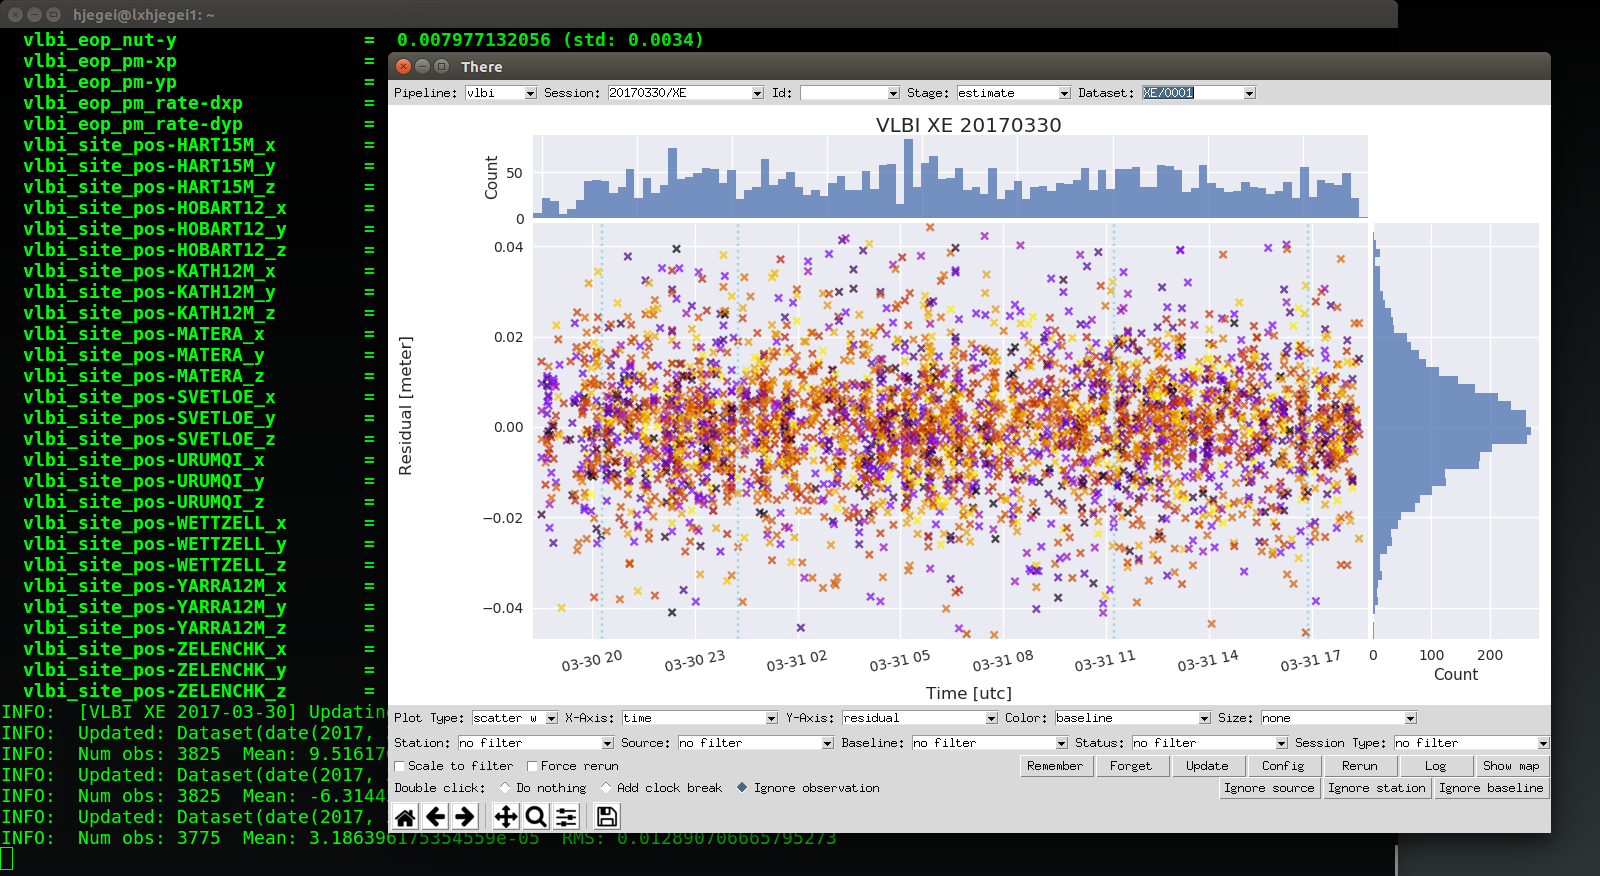 hjegei@lxhjegei1: ~
vlbi_eop_nut-y = 0.007977132056 (std: 0.0034)
vlbi_eop_pm-xp =
vlbi_eop_pm-yp =
vlbi_eop_pm_rate-dxp =
vlbi_eop_pm_rate-dyp =
vlbi_site_pos-HART15M_x =
vlbi_site_pos-HART15M_y =
vlbi_site_pos-HART15M_z =
vlbi_site_pos-HOBART12_x =
vlbi_site_pos-HOBART12_y =
vlbi_site_pos-HOBART12_z =
vlbi_site_pos-KATH12M_x =
vlbi_site_pos-KATH12M_y =
vlbi_site_pos-KATH12M_z =
vlbi_site_pos-MATERA_x =
vlbi_site_pos-MATERA_y =
vlbi_site_pos-MATERA_z =
vlbi_site_pos-SVETLOE_x =
vlbi_site_pos-SVETLOE_y =
vlbi_site_pos-SVETLOE_z =
vlbi_site_pos-URUMQI_x =
vlbi_site_pos-URUMQI_y =
vlbi_site_pos-URUMQI_z =
vlbi_site_pos-WETTZELL_x =
vlbi_site_pos-WETTZELL_y =
vlbi_site_pos-WETTZELL_z =
vlbi_site_pos-YARRA12M_x =
vlbi_site_pos-YARRA12M_y =
vlbi_site_pos-YARRA12M_z =
vlbi_site_pos-ZELENCHK_x =
vlbi_site_pos-ZELENCHK_y =
vlbi_site_pos-ZELENCHK_z =
INFO: [VLBI XE 2017-03-30] Updating
INFO: Updated: Dataset(date(2017,
INFO: Num obs: 3825 Mean: 9.51617
INFO: Updated: Dataset(date(2017,
INFO: Num obs: 3825 Mean: -6.3144
INFO: Updated: Dataset(date(2017,
INFO: Num obs: 3775 Mean: 3.1863961753545​59e-05 RMS: 0.012890706665795273
There
Pipeline: vlbi Session: 20170330/XE Id: Stage: estimate Dataset: XE/0001
VLBI XE 20170330
Count
50
0
Residual [meter]
0.04
0.02
0.00
−0.02
−0.04
03-30 20 03-30 23 03-31 02 03-31 05 03-31 08 03-31 11 03-31 14 03-31 17
Time [utc]
0 100 200
Count
Plot Type: scatter w X-Axis: time Y-Axis: residual Color: baseline Size: none
Station: no filter Source: no filter Baseline: no filter Status: no filter Session Type: no filter
Scale to filter Force rerun Remember Forget Update Config Rerun Log Show map
Double click: Do nothing Add clock break Ignore observation Ignore source Ignore station Ignore baseline